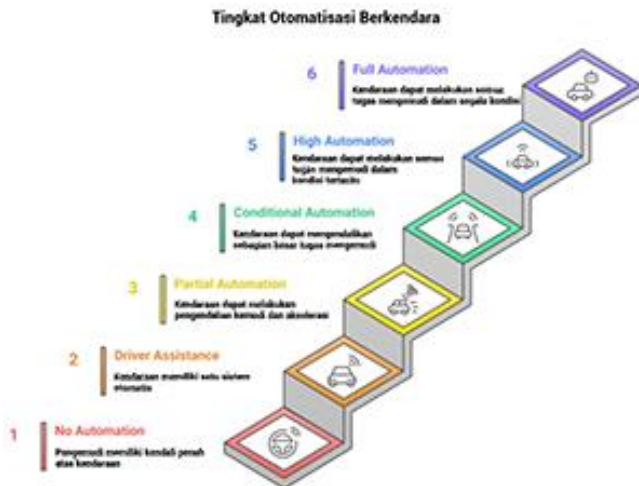 Tingkat Otomatisasi Berkendara
6
Full Automation
Kendaraan dapat melakukan semua
tugas mengemudi dalam segala kondisi
5
High Automation
Kendaraan dapat melakukan semua
tugas mengemudi dalam
kondisi tertentu
4
Conditional Automation
Kendaraan dapat mengendalikan
sebagian besar tugas mengemudi
3
Partial Automation
Kendaraan dapat melakukan
pengendalian kemudi dan akselerasi
2
Driver Assistance
Kendaraan memiliki satu sistem
otomatis
1
No Automation
Pengemudi memiliki kendali penuh
atas kendaraan